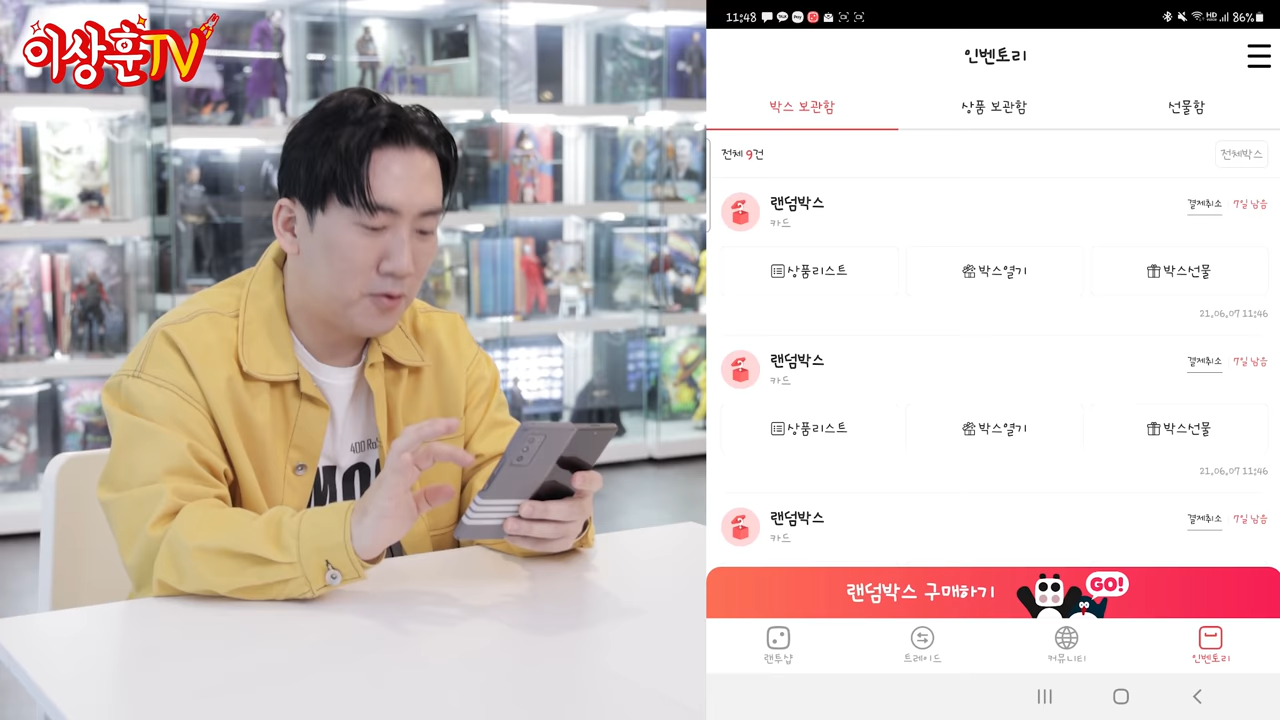 이상훈TV
400 Ro
MO
11:48
HD
86%
인벤토리
박스 보관함
상품 보관함
선물함
전체 9건
전체박스
랜덤박스
카드
결제취소
7일 남음
상품리스트
박스열기
박스선물
21.06.07 11:46
랜덤박스
카드
결제취소
7일 남음
상품리스트
박스열기
박스선물
21.06.07 11:46
랜덤박스
카드
결제취소
7일 남음
랜덤박스 구매하기
GO!
랜투샵
트레이드
커뮤니티
인벤토리